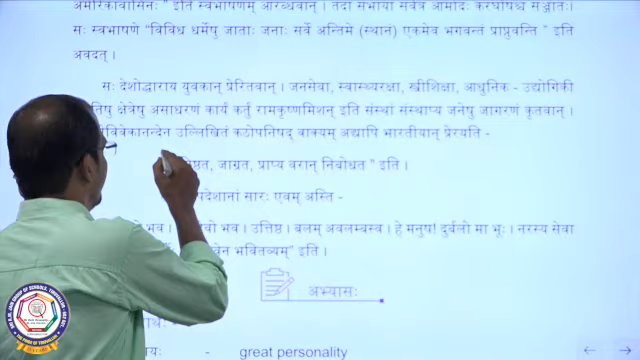 अमेरिकावासिनः " इति स्वभाषणम् आरब्धवान् । तदा सभायां सर्वत्र आमोदः करघोषश्च सञ्जातः।
सः स्वभाषणे "विविध धर्मेषु जाताः जनाः सर्वे अन्तिमे (स्थानं) एकमेव भगवन्तं प्राप्नुवन्ति " इति
अवदत् ।
सः देशोद्धाराय युवकान् प्रेरितवान् । जनसेवा, स्वास्थ्यरक्षा, स्त्रीशिक्षा, आधुनिक - उद्योगिकी
क्षेत्रेषु असाधारणं कार्यं कर्तुं रामकृष्णमिशन् इति संस्थां संस्थाप्य जनेषु जागरणं कृतवान् ।
विवेकानन्देन उल्लिखितं कठोपनिषद् वाक्यम् अद्यापि भारतीयान् प्रेरयति -
जाग्रत, प्राप्य वरान् निबोधत " इति ।
सारः एवम् अस्ति -
भव । उत्तिष्ठ । बलम् अवलम्बस्व । हे मनुष! दुर्बलो मा भूः। नरस्य सेवा
भवितव्यम्" इति ।
अभ्यासः
- great personality